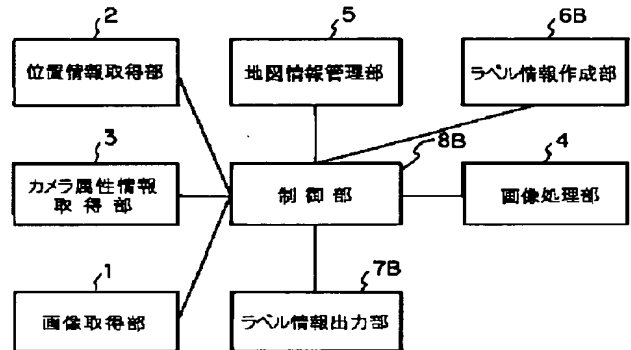 2
位置情報取得部
5
地図情報管理部
6B
ラベル情報作成部
3
カメラ属性情報
取得部
8B
制御部
4
画像処理部
1
画像取得部
7B
ラベル情報出力部